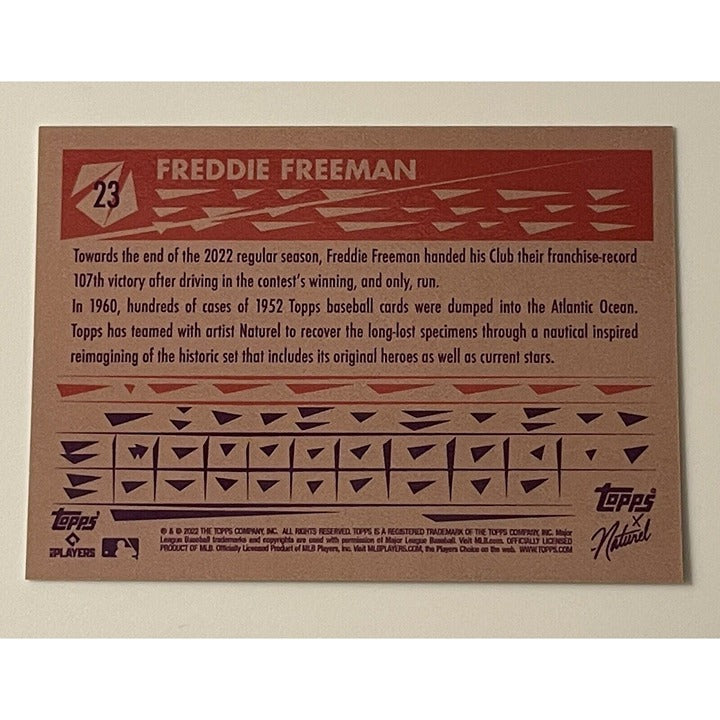 FREDDIE FREEMAN
23
Towards the end of the 2022 regular season, Freddie Freeman handed his Club their franchise-record
107th victory after driving in the contest's winning, and only, run.
In 1960, hundreds of cases of 1952 Topps baseball cards were dumped into the Atlantic Ocean.
Topps has teamed with artist Naturel to recover the long-lost specimens through a nautical inspired
reimagining of the historic set that includes its original heroes as well as current stars.
Topps
MLB PLAYERS
® & © 2022 THE TOPPS COMPANY, INC. ALL RIGHTS RESERVED. TOPPS IS A REGISTERED TRADEMARK OF THE TOPPS COMPANY, INC. Major
League Baseball trademarks and copyrights are used with permission of Major League Baseball. Visit MLB.com. OFFICIALLY LICENSED
PRODUCT OF MLB. Officially Licensed Product of MLB Players, Inc. Visit MLBPLAYERS.com, the Players Choice on the web. WWW.TOPPS.COM
Topps®
X
Naturel